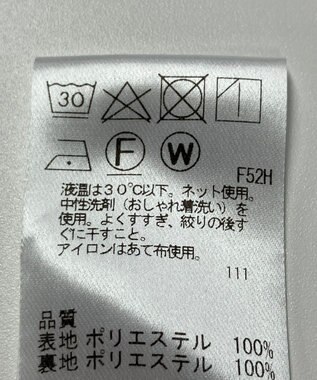 30
F W F52H
液温は30℃以下。ネット使用。
中性洗剤（おしゃれ着洗い）を
使用。よくすすぎ、絞りの後す
ぐに干すこと。
アイロンはあて布使用。
111
品質
表地 ポリエステル 100%
裏地 ポリエステル 100%